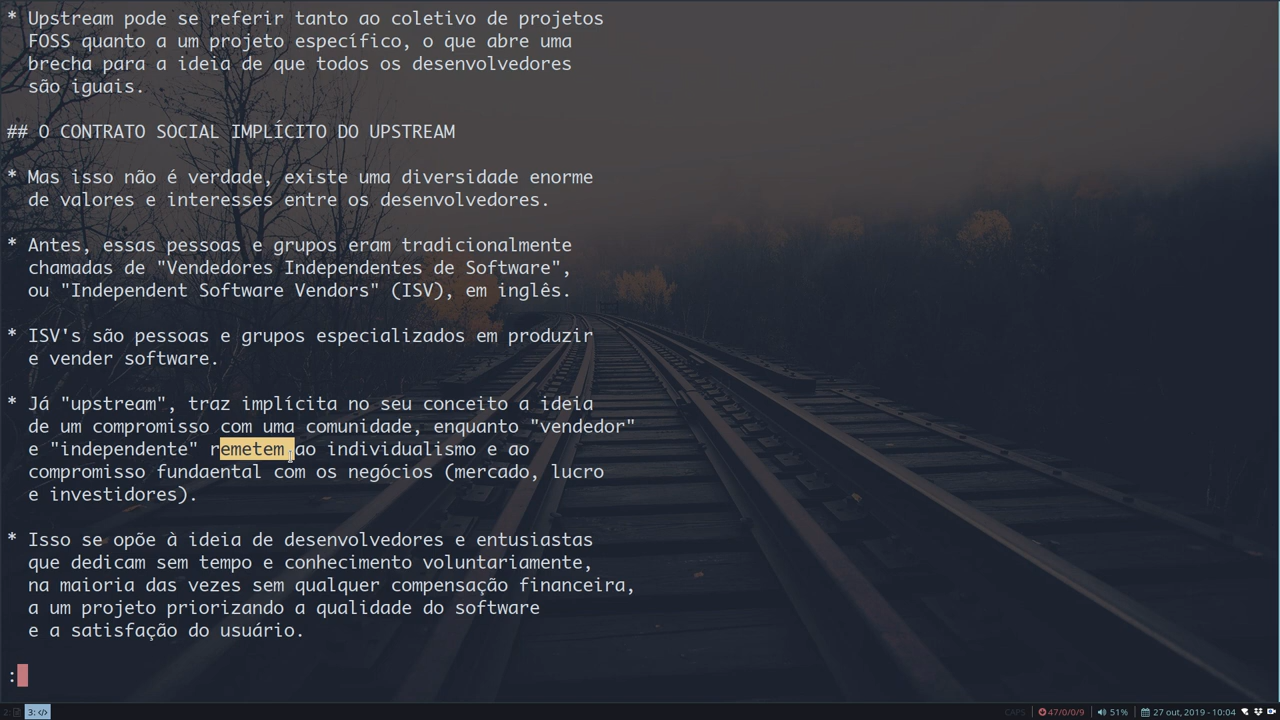 * Upstream pode se referir tanto ao coletivo de projetos
FOSS quanto a um projeto específico, o que abre uma
brecha para a ideia de que todos os desenvolvedores
são iguais.
## O CONTRATO SOCIAL IMPLÍCITO DO UPSTREAM
* Mas isso não é verdade, existe uma diversidade enorme
de valores e interesses entre os desenvolvedores.
* Antes, essas pessoas e grupos eram tradicionalmente
chamadas de "Vendedores Independentes de Software",
ou "Independent Software Vendors" (ISV), em inglês.
* ISV's são pessoas e grupos especializados em produzir
e vender software.
* Já "upstream", traz implícita no seu conceito a ideia
de um compromisso com uma comunidade, enquanto "vendedor"
e "independente" remetem ao individualismo e ao
compromisso fundaental com os negócios (mercado, lucro
e investidores).
* Isso se opõe à ideia de desenvolvedores e entusiastas
que dedicam sem tempo e conhecimento voluntariamente,
na maioria das vezes sem qualquer compensação financeira,
a um projeto priorizando a qualidade do software
e a satisfação do usuário.
:
2: 3: </> CAPS 47/0/0/9 51% 27 out, 2019 - 10:04